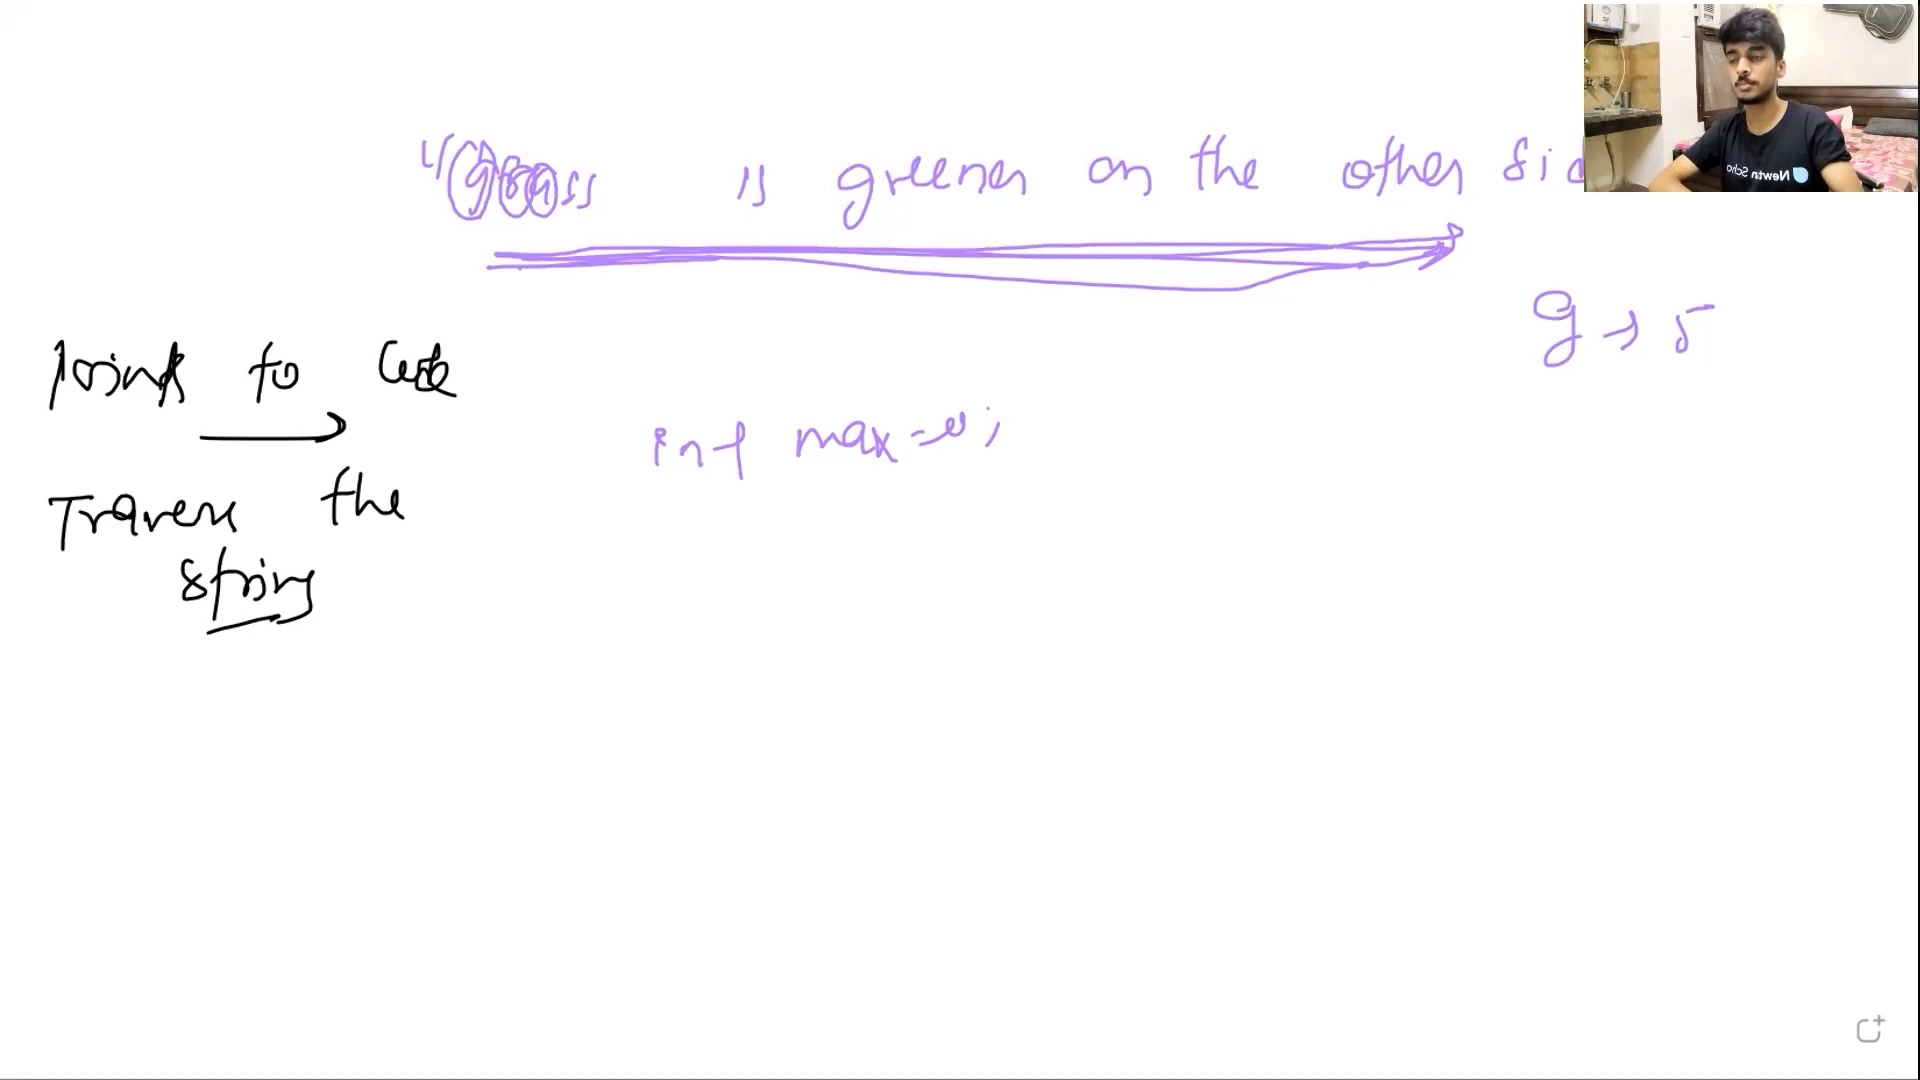 "Grass is greener on the other sid
g → 5
Points to Code
int max=0;
Traverse the
string